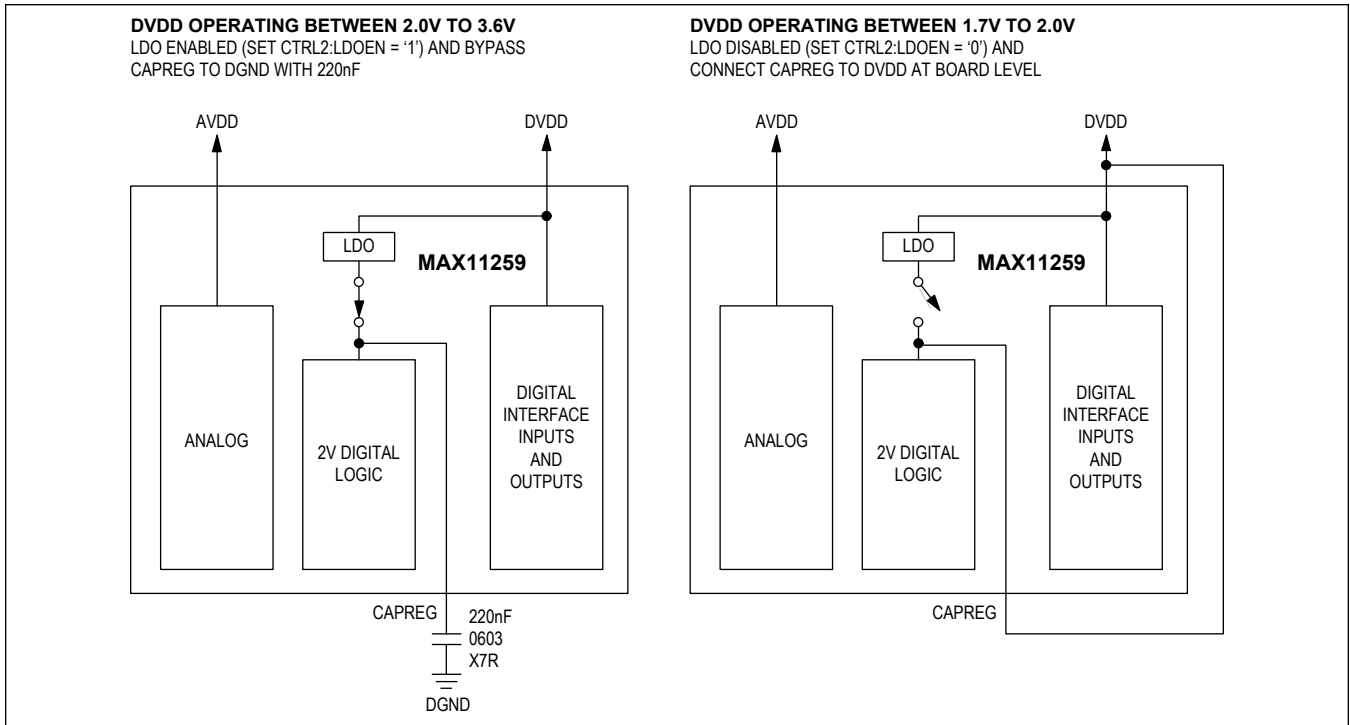 DVDD OPERATING BETWEEN 2.0V TO 3.6V
LDO ENABLED (SET CTRL2:LDOEN = ‘1’) AND BYPASS
CAPREG TO DGND WITH 220nF
AVDD
DVDD
LDO
MAX11259
ANALOG
2V DIGITAL
LOGIC
DIGITAL
INTERFACE
INPUTS
AND
OUTPUTS
CAPREG
220nF
0603
X7R
DGND
DVDD OPERATING BETWEEN 1.7V TO 2.0V
LDO DISABLED (SET CTRL2:LDOEN = ‘0’) AND
CONNECT CAPREG TO DVDD AT BOARD LEVEL
AVDD
DVDD
LDO
MAX11259
ANALOG
2V DIGITAL
LOGIC
DIGITAL
INTERFACE
INPUTS
AND
OUTPUTS
CAPREG